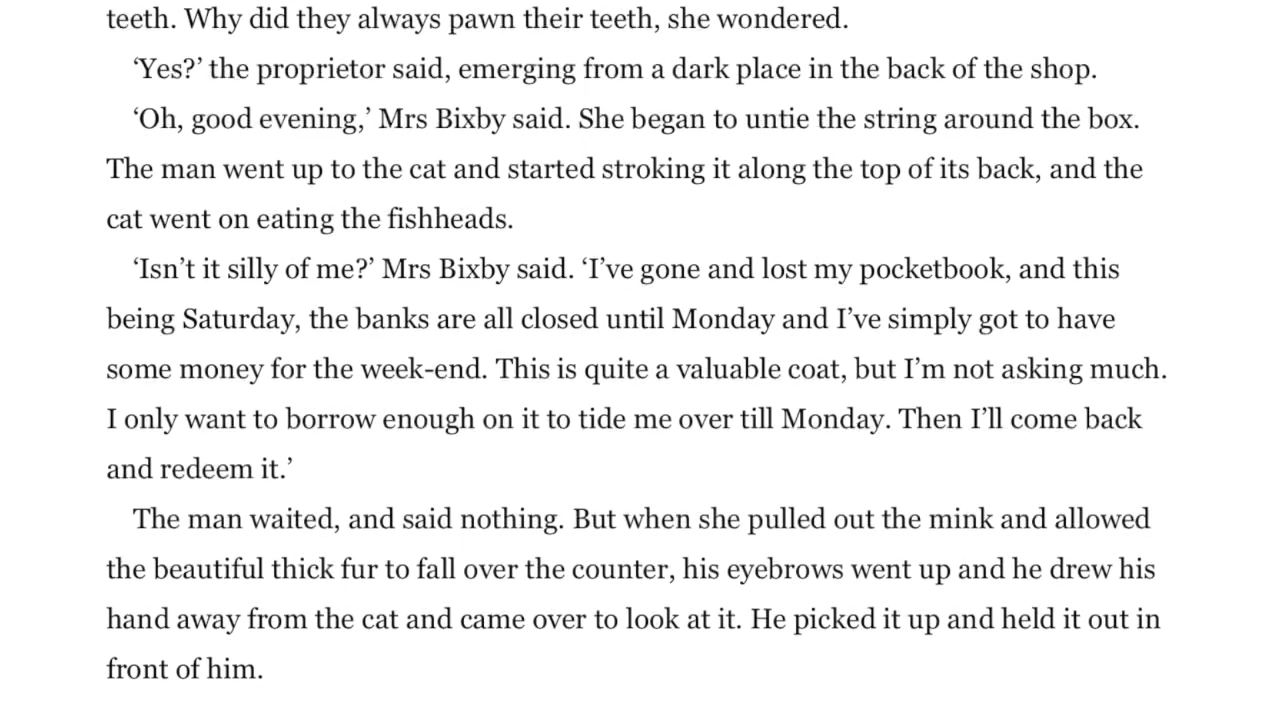 teeth. Why did they always pawn their teeth, she wondered.
‘Yes?’ the proprietor said, emerging from a dark place in the back of the shop.
‘Oh, good evening,’ Mrs Bixby said. She began to untie the string around the box.
The man went up to the cat and started stroking it along the top of its back, and the
cat went on eating the fishheads.
‘Isn’t it silly of me?’ Mrs Bixby said. ‘I’ve gone and lost my pocketbook, and this
being Saturday, the banks are all closed until Monday and I’ve simply got to have
some money for the week-end. This is quite a valuable coat, but I’m not asking much.
I only want to borrow enough on it to tide me over till Monday. Then I’ll come back
and redeem it.’
The man waited, and said nothing. But when she pulled out the mink and allowed
the beautiful thick fur to fall over the counter, his eyebrows went up and he drew his
hand away from the cat and came over to look at it. He picked it up and held it out in
front of him.